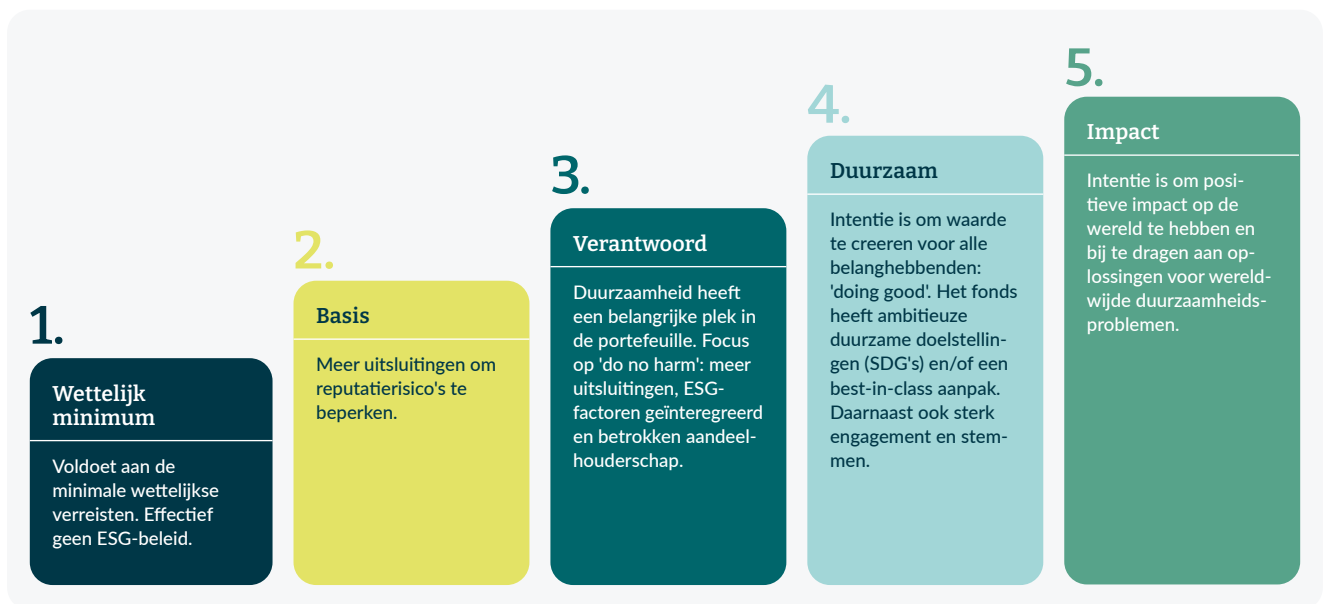 1.
Wettelijk
minimum
Voldoet aan de
minimale wettelijkse
verreisten. Effectief
geen ESG-beleid.
2.
Basis
Meer uitsluitingen om
reputatierisico's te
beperken.
3.
Verantwoord
Duurzaamheid heeft
een belangrijke plek in
de portefeuille. Focus
op 'do no harm': meer
uitsluitingen, ESG-
factoren geïnteregreerd
en betrokken aandeel-
houderschap.
4.
Duurzaam
Intentie is om waarde
te creeren voor alle
belanghebbenden:
'doing good'. Het fonds
heeft ambitieuze
duurzame doelstellin-
gen (SDG's) en/of een
best-in-class aanpak.
Daarnaast ook sterk
engagement en stem-
men.
5.
Impact
Intentie is om posi-
tieve impact op de
wereld te hebben en
bij te dragen aan op-
lossingen voor wereld-
wijde duurzaamheids-
problemen.